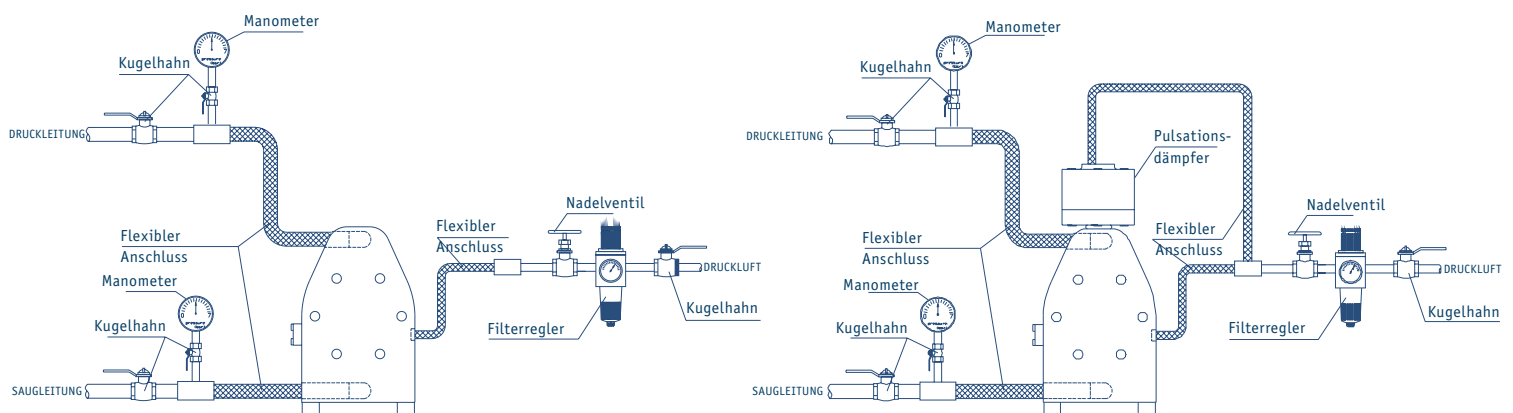 Manometer
Kugelhahn
DRUCKLEITUNG
Flexibler
Anschluss
Manometer
Kugelhahn
SAUGLEITUNG
Flexibler
Anschluss
Nadelventil
DRUCKLUFT
Kugelhahn
Filterregler
Manometer
Kugelhahn
DRUCKLEITUNG
Pulsations-
dämpfer
Flexibler
Anschluss
Manometer
Kugelhahn
SAUGLEITUNG
Flexibler
Anschluss
Nadelventil
DRUCKLUFT
Kugelhahn
Filterregler